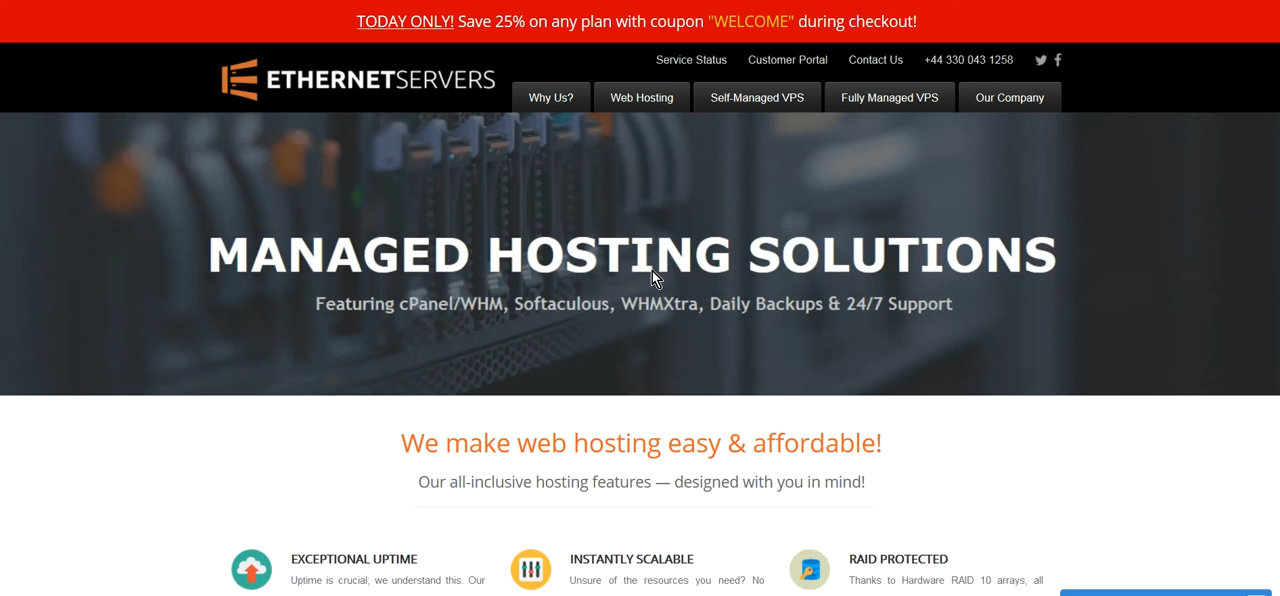 TODAY ONLY! Save 25% on any plan with coupon "WELCOME" during checkout!
Service Status Customer Portal Contact Us +44 330 043 1258
ETHERNETSERVERS
Why Us? Web Hosting Self-Managed VPS Fully Managed VPS Our Company
MANAGED HOSTING SOLUTIONS
Featuring cPanel/WHM, Softaculous, WHMXtra, Daily Backups & 24/7 Support
We make web hosting easy & affordable!
Our all-inclusive hosting features — designed with you in mind!
EXCEPTIONAL UPTIME INSTANTLY SCALABLE RAID PROTECTED
Uptime is crucial; we understand this. Our Unsure of the resources you need? No Thanks to Hardware RAID 10 arrays, all